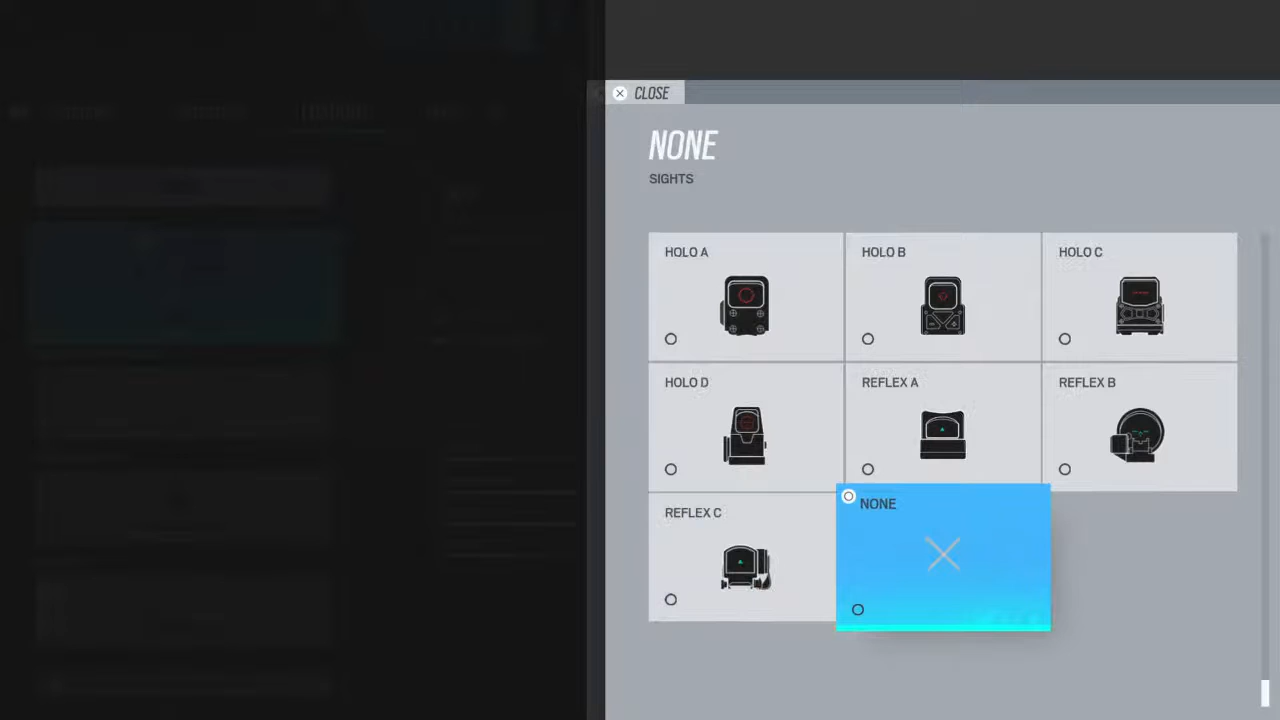 CLOSE
NONE
SIGHTS
HOLO A
HOLO B
HOLO C
HOLO D
REFLEX A
REFLEX B
REFLEX C
NONE